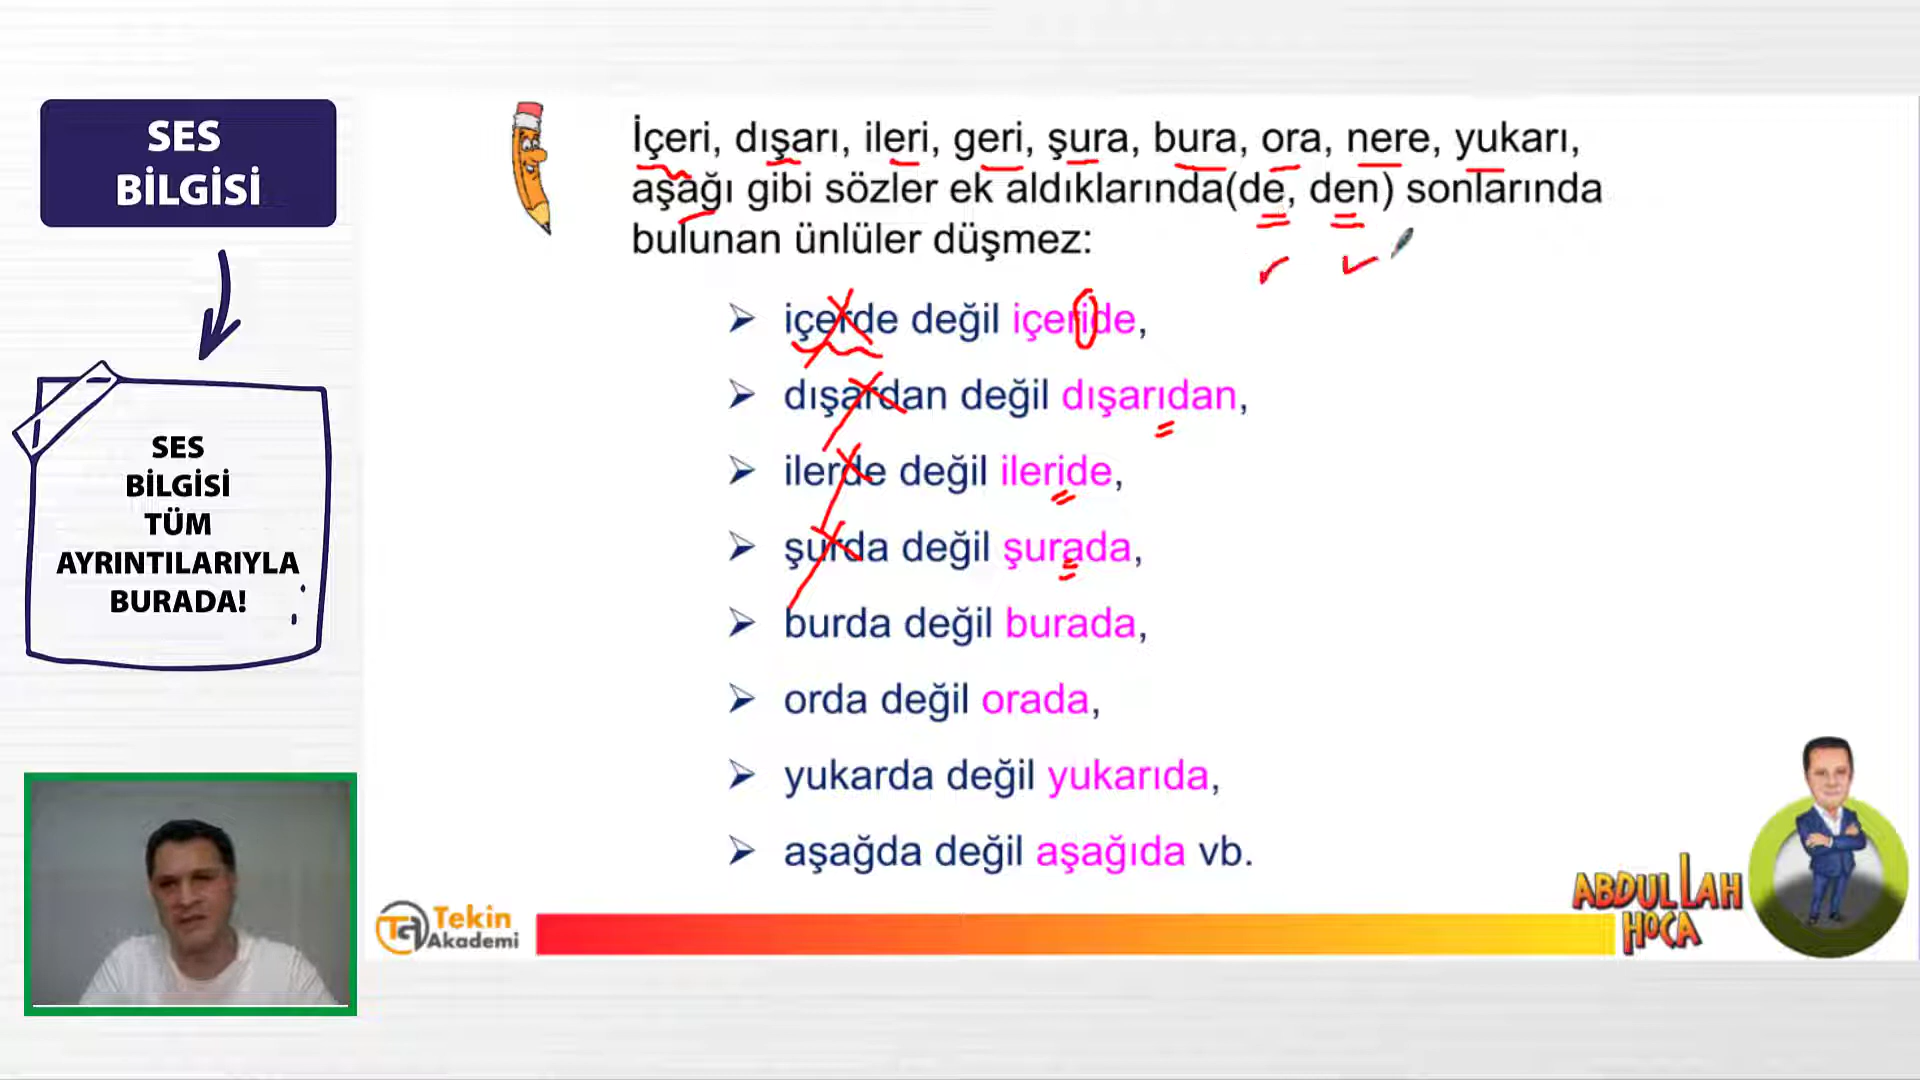 SES
BİLGİSİ
SES
BİLGİSİ
TÜM
AYRINTILARIYLA
BURADA!
İçeri, dışarı, ileri, geri, şura, bura, ora, nere, yukarı,
aşağı gibi sözler ek aldıklarında(de, den) sonlarında
bulunan ünlüler düşmez:
içerde değil içeride,
dışardan değil dışarıdan,
ilerde değil ileride,
şurda değil şurada,
burda değil burada,
orda değil orada,
yukarda değil yukarıda,
aşağda değil aşağıda vb.
Tekin
Akademi
ABDULLAH
HOCA